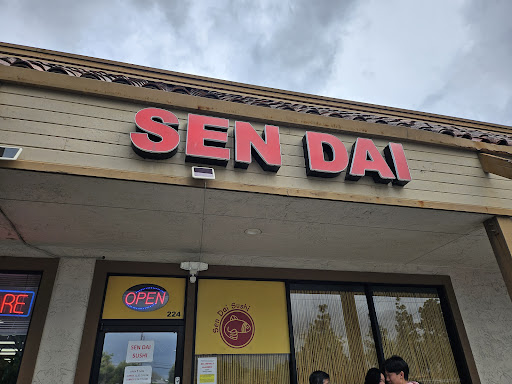 SEN DAI
RE
OPEN
224
Sen Dai Sushi
SEN DAI
SUSHI